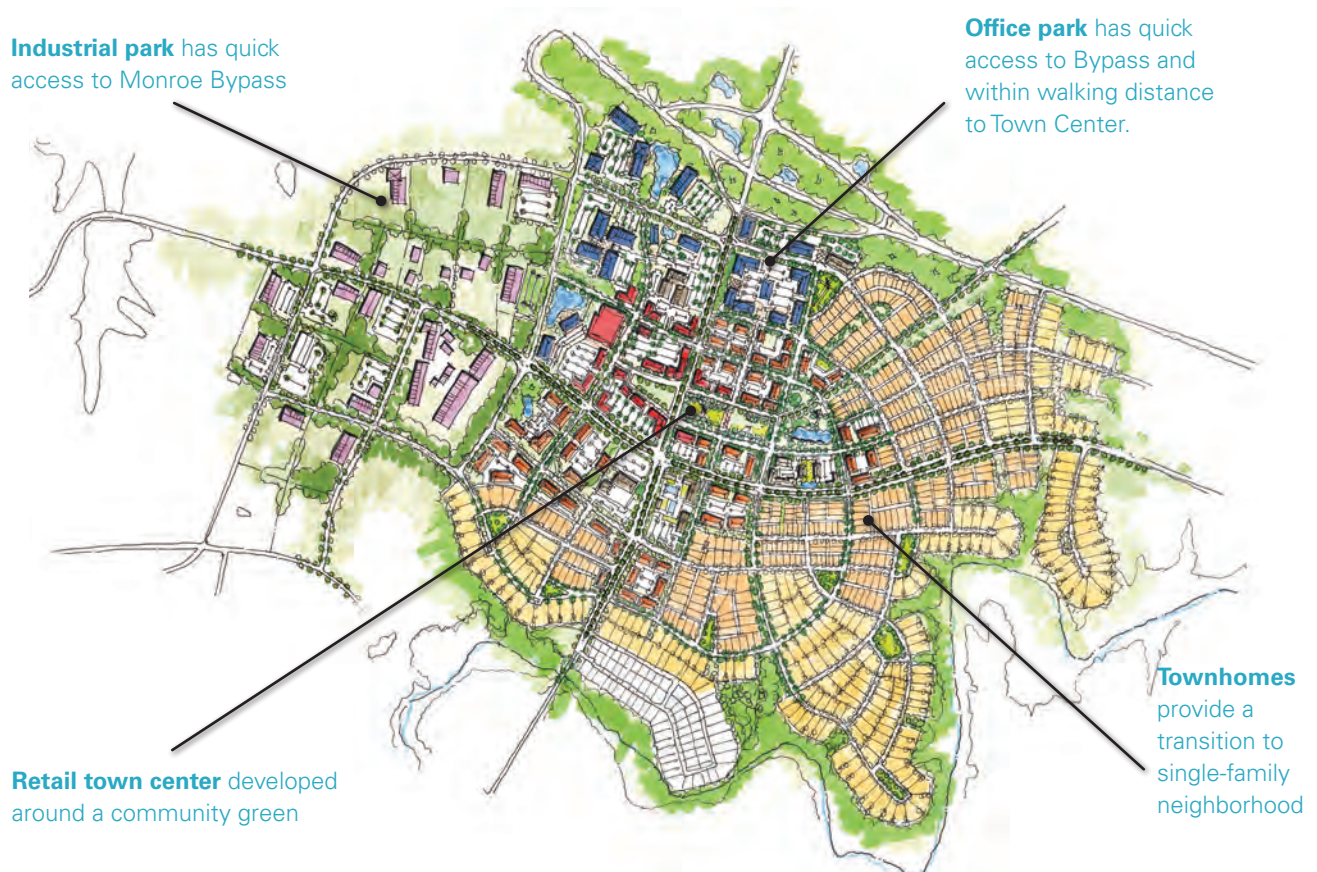 Industrial park has quick
access to Monroe Bypass
Office park has quick
access to Bypass and
within walking distance
to Town Center.
Retail town center developed
around a community green
Townhomes
provide a
transition to
single-family
neighborhood